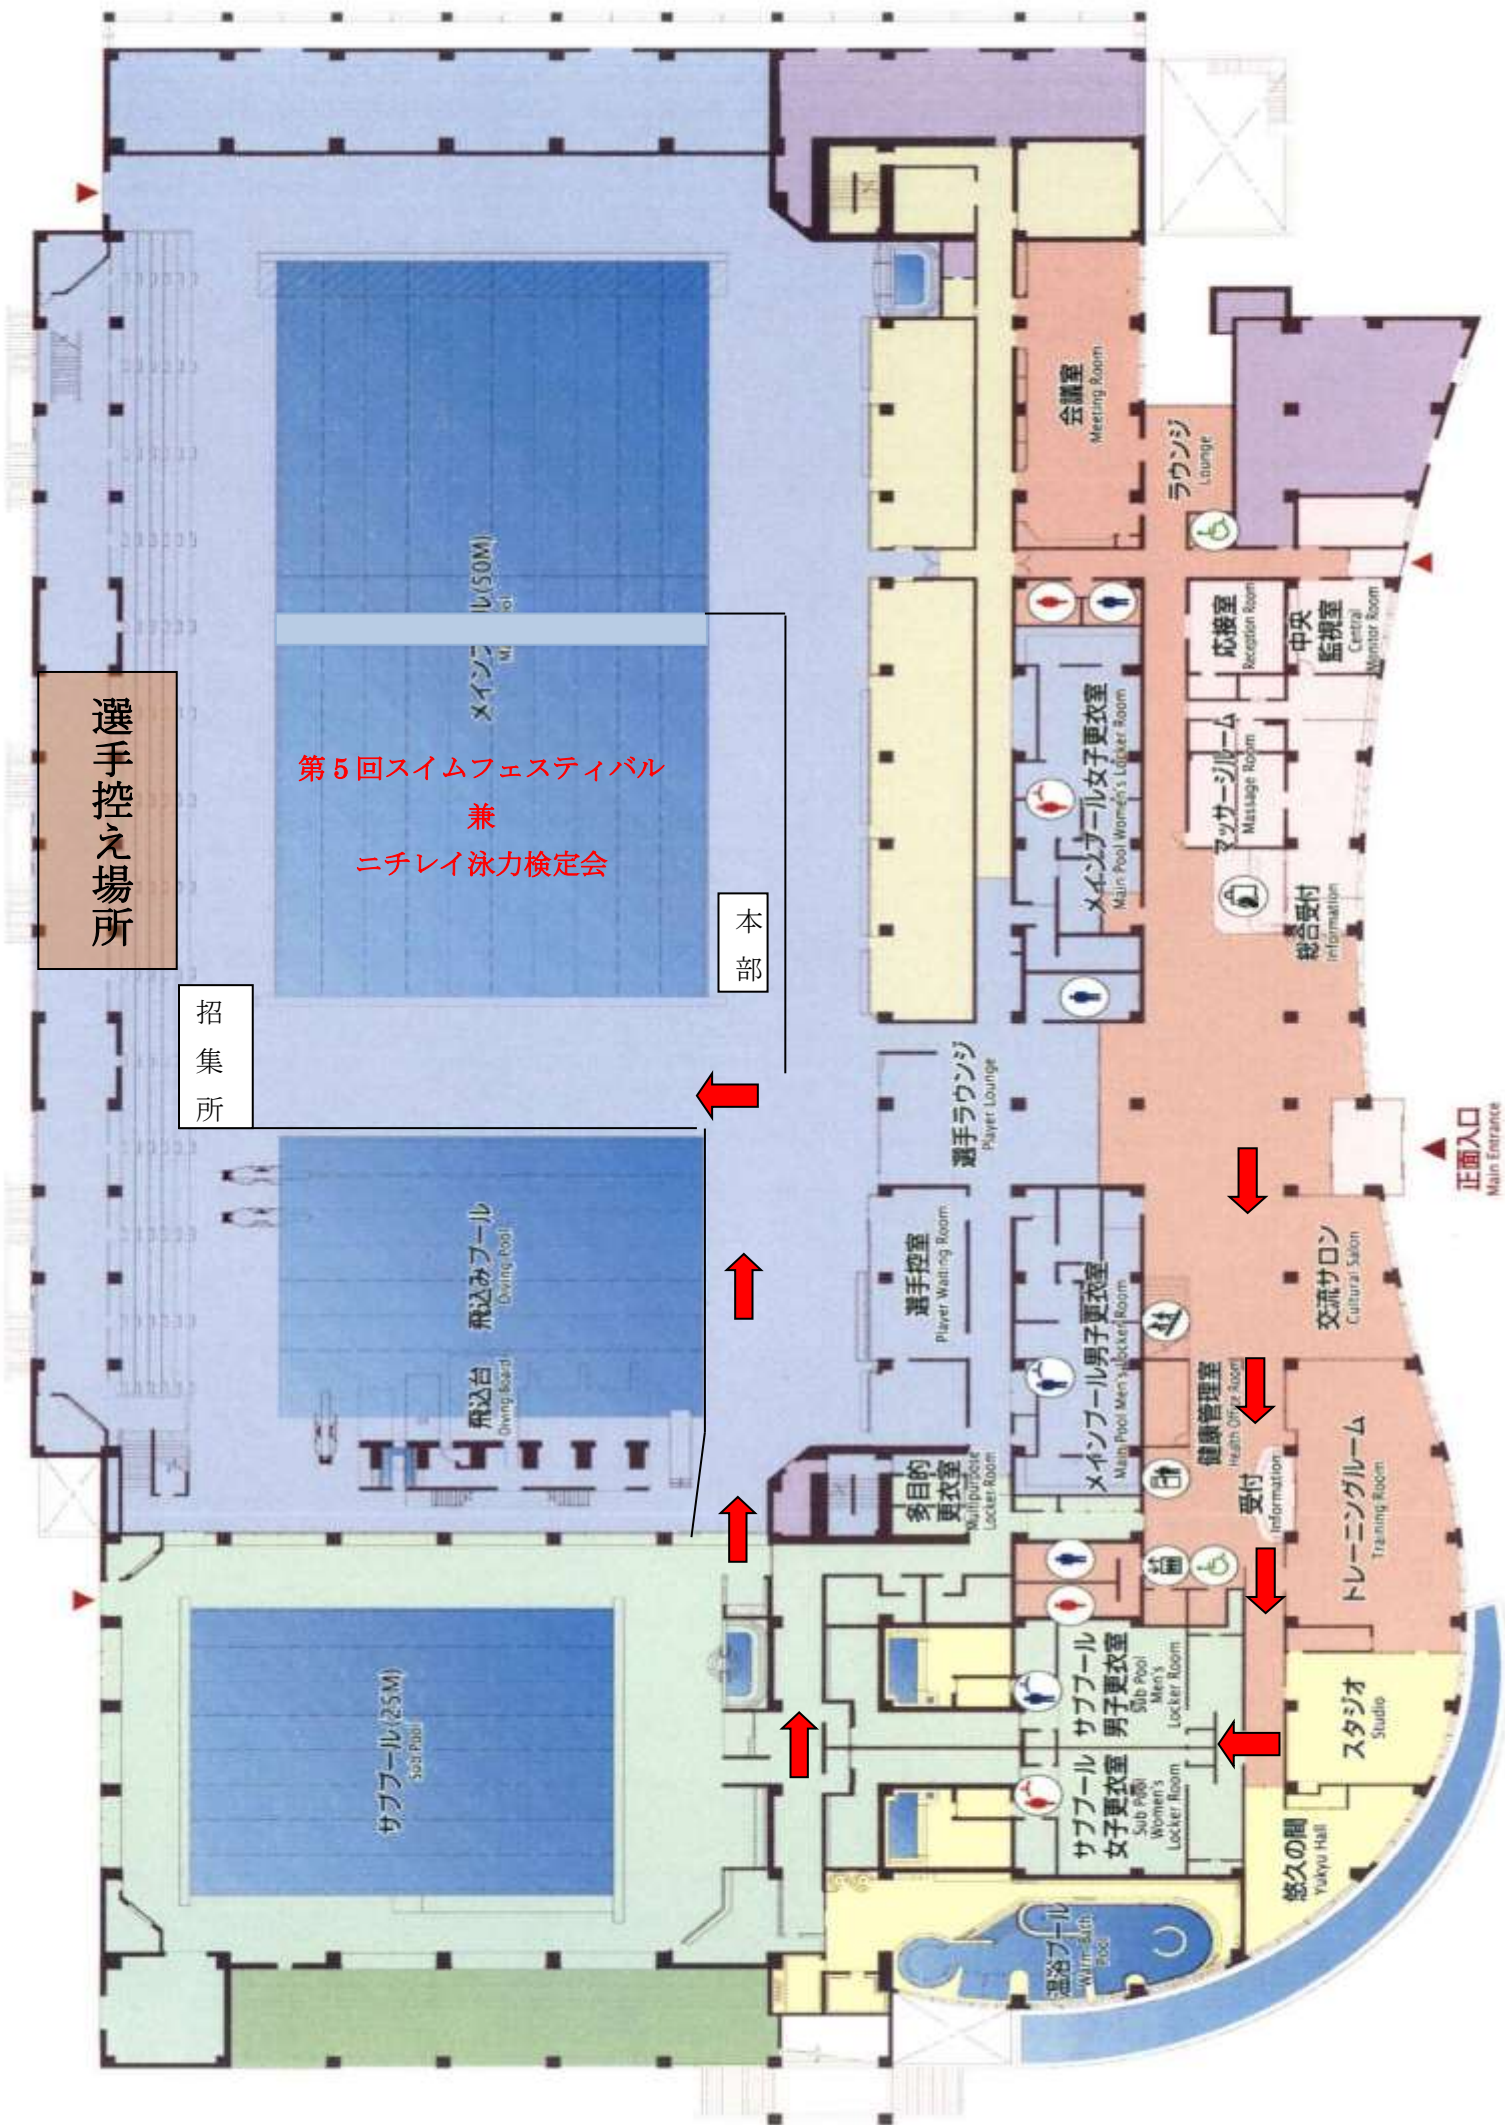 選手控え場所
招集所
本部
第5回スイムフェスティバル
兼
ニチレイ泳力検定会
会議室
Meeting Room
ラウンジ
Lounge
応接室
Reception Room
中央
監視室
Central
Monitor Room
メインプール女子更衣室
Main Pool Women's Locker Room
マッサージルーム
Massage Room
総合受付
Information
選手ラウンジ
Player Lounge
正面入口
Main Entrance
飛込みプール
Diving Pool
飛込台
Diving Board
選手控室
Player Waiting Room
メインプール男子更衣室
Main Pool Men's Locker Room
交流サロン
Cultural Salon
健康管理室
Health Office Room
多目的
更衣室
Multipurpose
Locker Room
受付
Information
トレーニングルーム
Training Room
サブプール(25M)
Sub Pool
サブプール
男子更衣室
Sub Pool
Men's
Locker Room
サブプール
女子更衣室
Sub Pool
Women's
Locker Room
スタジオ
Studio
悠久の間
Yukyu Hall
温浴プール
Warm Bath
Pool